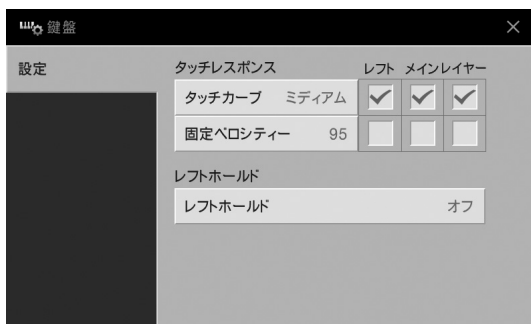 鍵盤
設定
タッチレスポンス レフト メイン レイヤー
タッチカーブ ミディアム
固定ベロシティー 95
レフトホールド
レフトホールド オフ